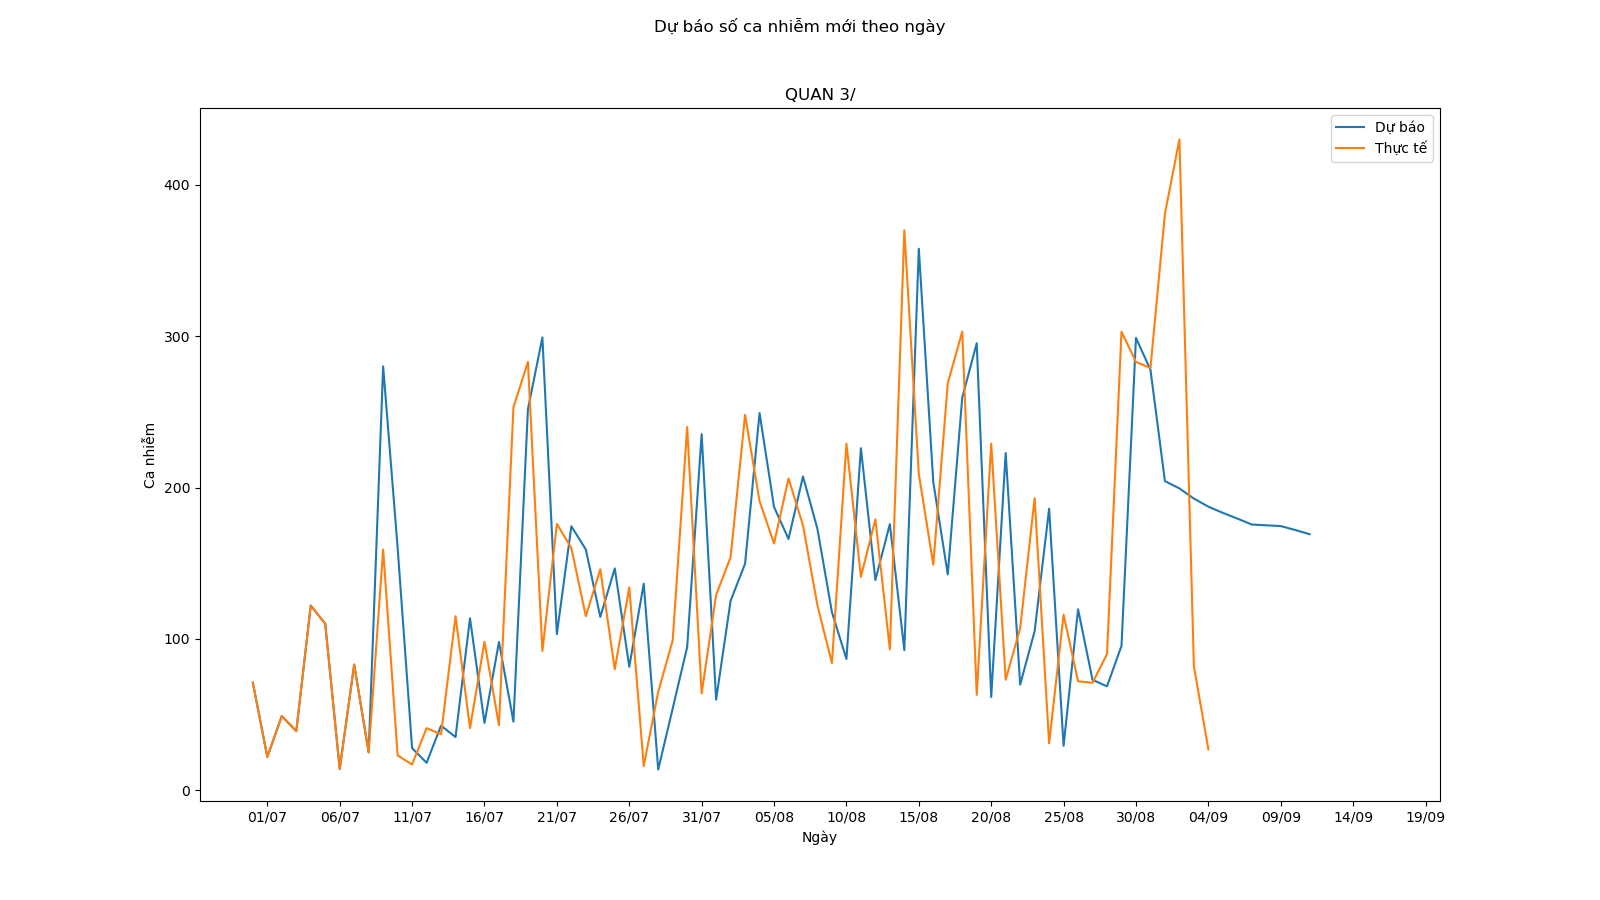 Dự báo số ca nhiễm mới theo ngày
QUAN 3/
Dự báo
Thực tế
400
300
200
100
0
Ca nhiễm
01/07 06/07 11/07 16/07 21/07 26/07 31/07 05/08 10/08 15/08 20/08 25/08 30/08 04/09 09/09 14/09 19/09
Ngày